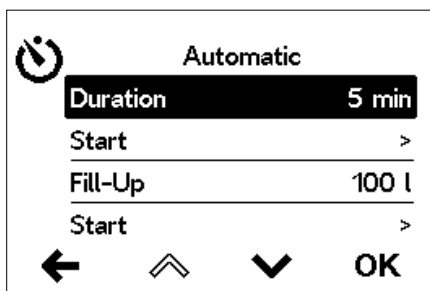 Automatic
Duration 5 min
Start >
Fill-Up 100 l
Start >
OK